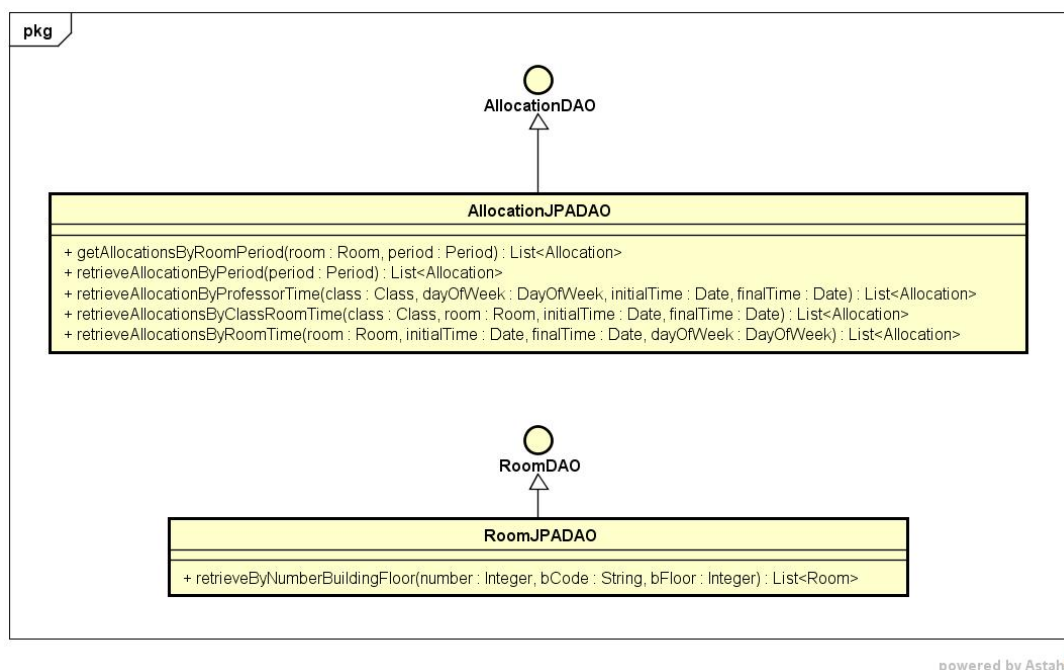 pkg
AllocationDAO
AllocationJPADAO
+ getAllocationsByRoomPeriod(room : Room, period : Period) : List<Allocation>
+ retrieveAllocationByPeriod(period : Period) : List<Allocation>
+ retrieveAllocationByProfessorTime(class : Class, dayOfWeek : DayOfWeek, initialTime : Date, finalTime : Date) : List<Allocation>
+ retrieveAllocationsByClassRoomTime(class : Class, room : Room, initialTime : Date, finalTime : Date) : List<Allocation>
+ retrieveAllocationsByRoomTime(room : Room, initialTime : Date, finalTime : Date, dayOfWeek : DayOfWeek) : List<Allocation>
RoomDAO
RoomJPADAO
+ retrieveByNumberBuildingFloor(number : Integer, bCode : String, bFloor : Integer) : List<Room>
powered by Astah